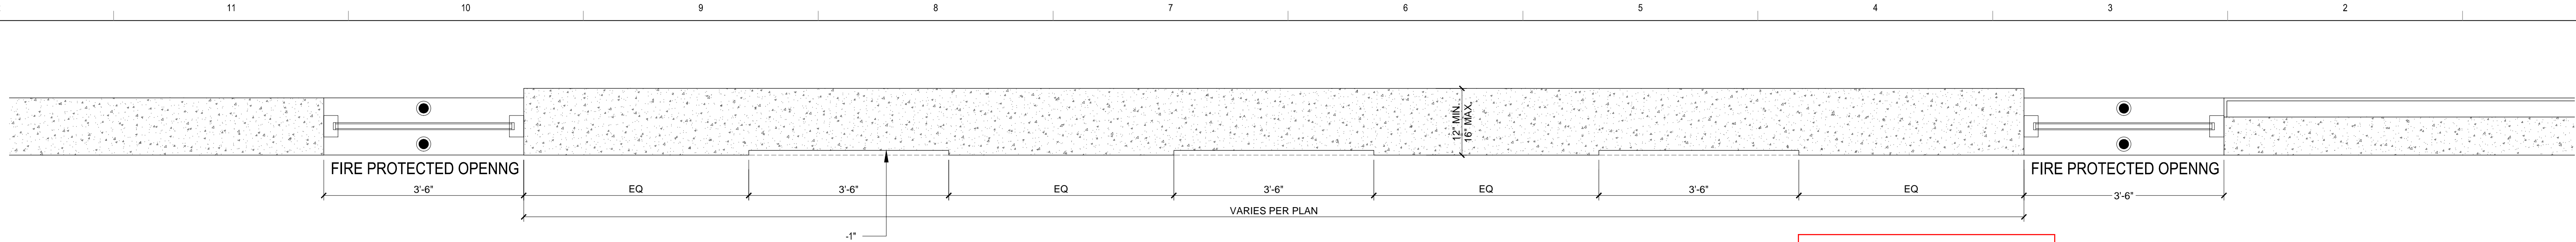 11 10 9 8 7 6 5 4 3 2
12" MIN.
16" MAX.
FIRE PROTECTED OPENNG FIRE PROTECTED OPENNG
3'-6" EQ 3'-6" EQ 3'-6" EQ 3'-6" EQ 3'-6"
VARIES PER PLAN
-1"